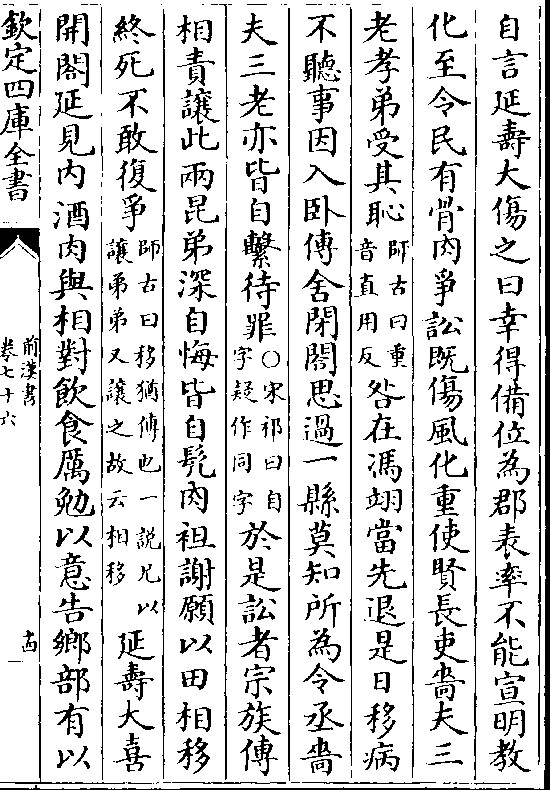 自言延壽大傷之曰幸得備位為郡表率不能宣明教
化至令民有骨肉爭訟既傷風化重使賢長吏嗇夫三
老孝弟受其恥師古曰重音直用反咎在馮翊當先退是日移病
不聽事因入卧傳舍閉閤思過一縣莫知所為令丞嗇
夫三老亦皆自繫待罪○宋祁曰自字疑作同字於是訟者宗族傳
相責讓此兩昆弟深自悔皆自髠肉袒謝願以田相移
終死不敢復爭師古曰移猶傳也一說兄以讓弟弟又讓之故云相移延壽大喜
開閤延見内酒肉與相對飲食厲勉以意告鄉部有以
欽定四庫全書
前漢書
卷七十六
十四